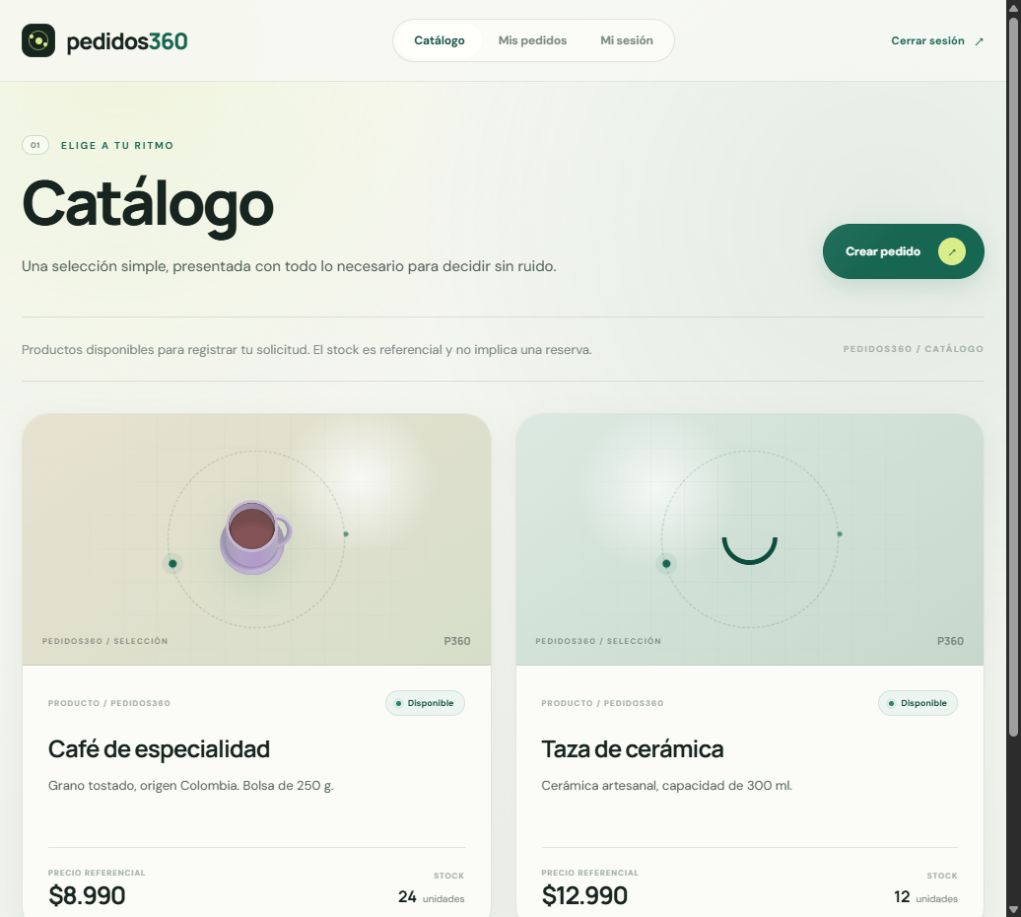 pedidos360
Catálogo
Mis pedidos
Mi sesión
Cerrar sesión ↗
01
ELIGE A TU RITMO
Catálogo
Una selección simple, presentada con todo lo necesario para decidir sin ruido.
Crear pedido ↗
Productos disponibles para registrar tu solicitud. El stock es referencial y no implica una reserva.
PEDIDOS360 / CATÁLOGO
PEDIDOS360 / SELECCIÓN
P360
PRODUCTO / PEDIDOS360
Disponible
Café de especialidad
Grano tostado, origen Colombia. Bolsa de 250 g.
PRECIO REFERENCIAL
$8.990
STOCK
24 unidades
PEDIDOS360 / SELECCIÓN
P360
PRODUCTO / PEDIDOS360
Disponible
Taza de cerámica
Cerámica artesanal, capacidad de 300 ml.
PRECIO REFERENCIAL
$12.990
STOCK
12 unidades